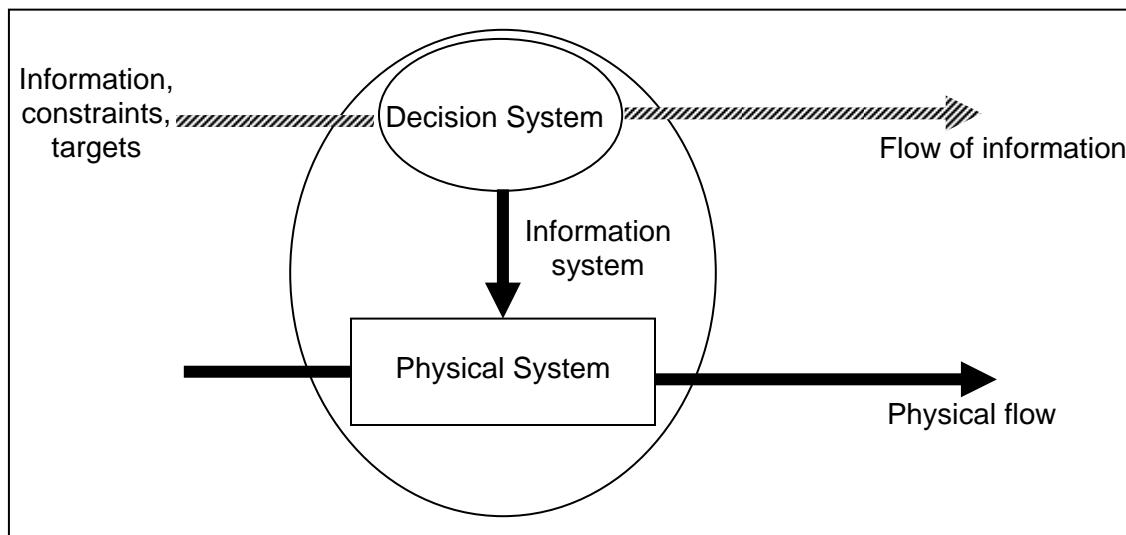 Information,
constraints,
targets
Decision System
Flow of information
Information
system
Physical System
Physical flow